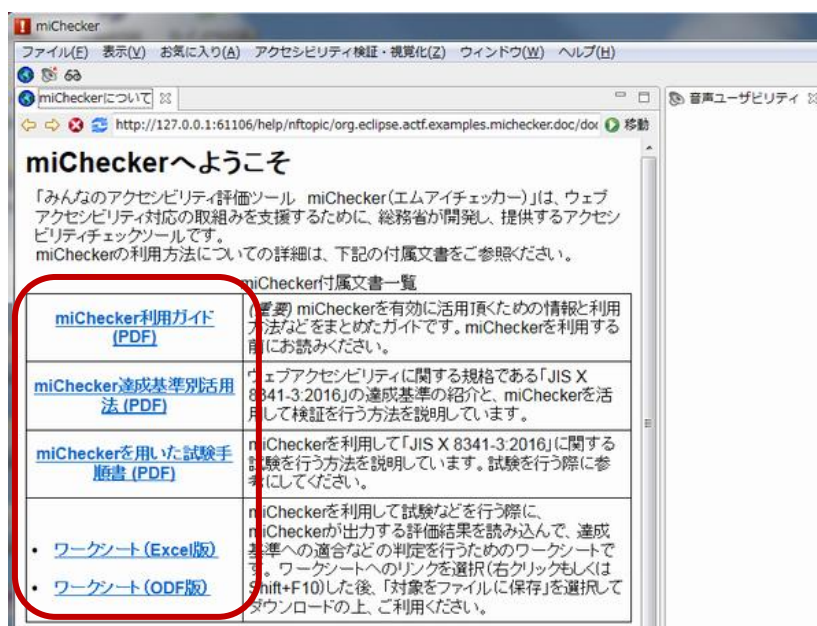 miChecker
ファイル(F) 表示(V) お気に入り(A) アクセシビリティ検証・視覚化(Z) ウィンドウ(W) ヘルプ(H)
miCheckerについて
http://127.0.0.1:61106/help/nftopic/org.eclipse.actf.examples.michecker.doc/doc 移動
miCheckerへようこそ
「みんなのアクセシビリティ評価ツール miChecker(エムアイチェッカー)」は、ウェブ
アクセシビリティ対応の取組みを支援するために、総務省が開発し、提供するアクセシ
ビリティチェックツールです。
miCheckerの利用方法についての詳細は、下記の付属文書をご参照ください。
miChecker付属文書一覧
miChecker利用ガイド
(PDF)
(重要) miCheckerを有効に活用頂くための情報と利用
方法などをまとめたガイドです。miCheckerを利用する
前にお読みください。
miChecker達成基準別活用
法 (PDF)
ウェブアクセシビリティに関する規格である「JIS X
8341-3:2016」の達成基準の紹介と、miCheckerを活
用して検証を行う方法を説明しています。
miCheckerを用いた試験手
順書 (PDF)
miCheckerを利用して「JIS X 8341-3:2016」に関する
試験を行う方法を説明しています。試験を行う際に参
考にしてください。
• ワークシート(Excel版)
• ワークシート(ODF版)
miCheckerを利用して試験などを行う際に、
miCheckerが出力する評価結果を読み込んで、達成
基準への適合などの判定を行うためのワークシートで
す。ワークシートへのリンクを選択(右クリックもしくは
Shift+F10)した後、「対象をファイルに保存」を選択して
ダウンロードの上、ご利用ください。
音声ユーザビリティ